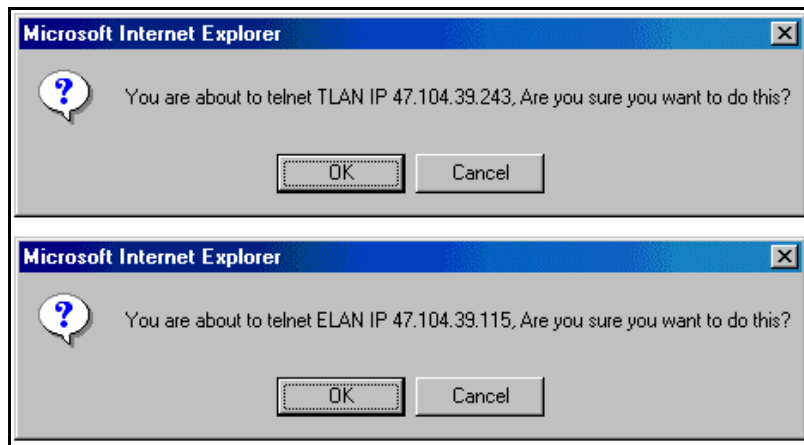 Microsoft Internet Explorer
You are about to telnet TLAN IP 47.104.39.243, Are you sure you want to do this?
OK Cancel
Microsoft Internet Explorer
You are about to telnet ELAN IP 47.104.39.115, Are you sure you want to do this?
OK Cancel